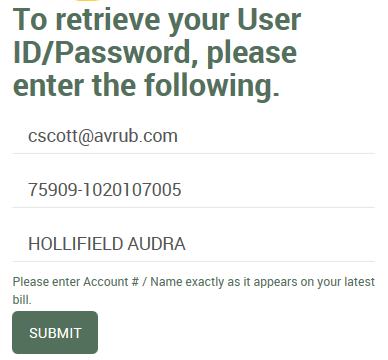 To retrieve your User
ID/Password, please
enter the following.
cscott@avrub.com
75909-1020107005
HOLLIFIELD AUDRA
Please enter Account # / Name exactly as it appears on your latest
bill.
SUBMIT